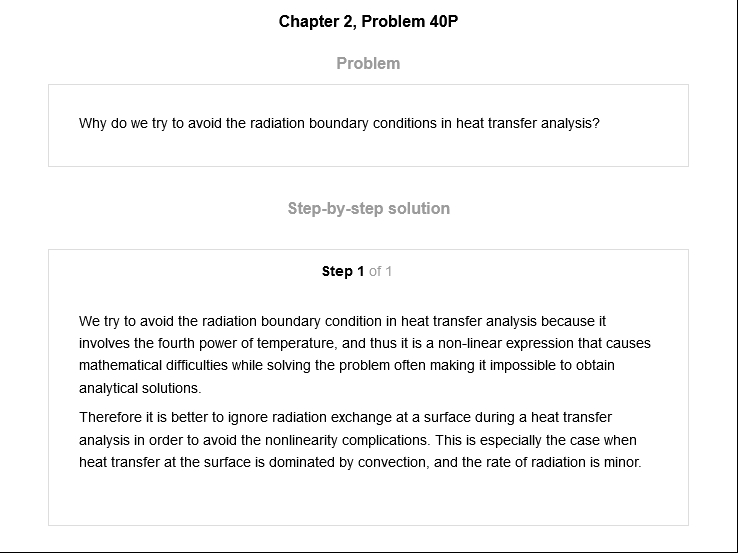 Chapter 2, Problem 40P
Problem
Why do we try to avoid the radiation boundary conditions in heat transfer analysis?
Step-by-step solution
Step 1 of 1
We try to avoid the radiation boundary condition in heat transfer analysis because it
involves the fourth power of temperature, and thus it is a non-linear expression that causes
mathematical difficulties while solving the problem often making it impossible to obtain
analytical solutions.
Therefore it is better to ignore radiation exchange at a surface during a heat transfer
analysis in order to avoid the nonlinearity complications. This is especially the case when
heat transfer at the surface is dominated by convection, and the rate of radiation is minor.